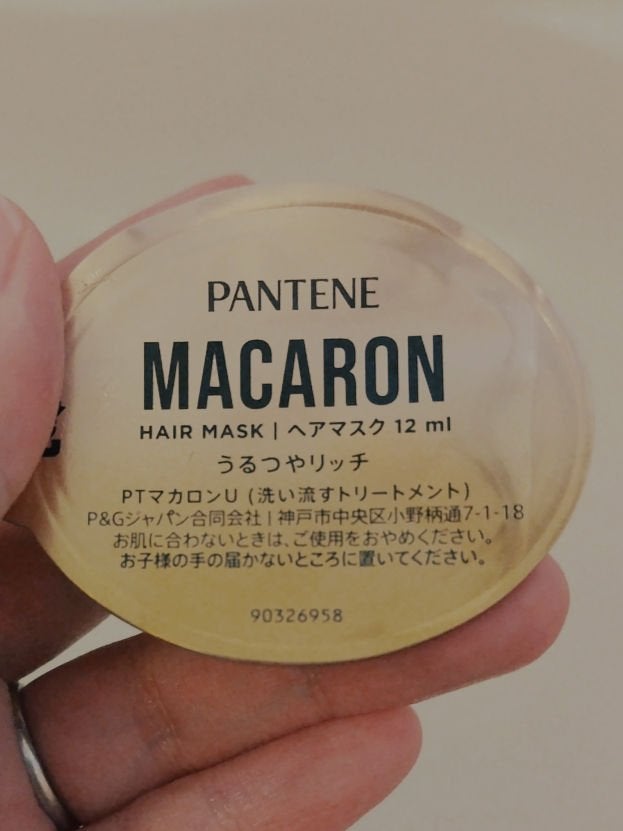 PANTENE
MACARON
HAIR MASK | ヘアマスク 12 ml
うるつやリッチ
PTマカロンU (洗い流すトリートメント)
P&Gジャパン合同会社 | 神戸市中央区小野柄通7-1-18
お肌に合わないときは、ご使用をおやめください。
お子様の手の届かないところに置いてください。
90326958